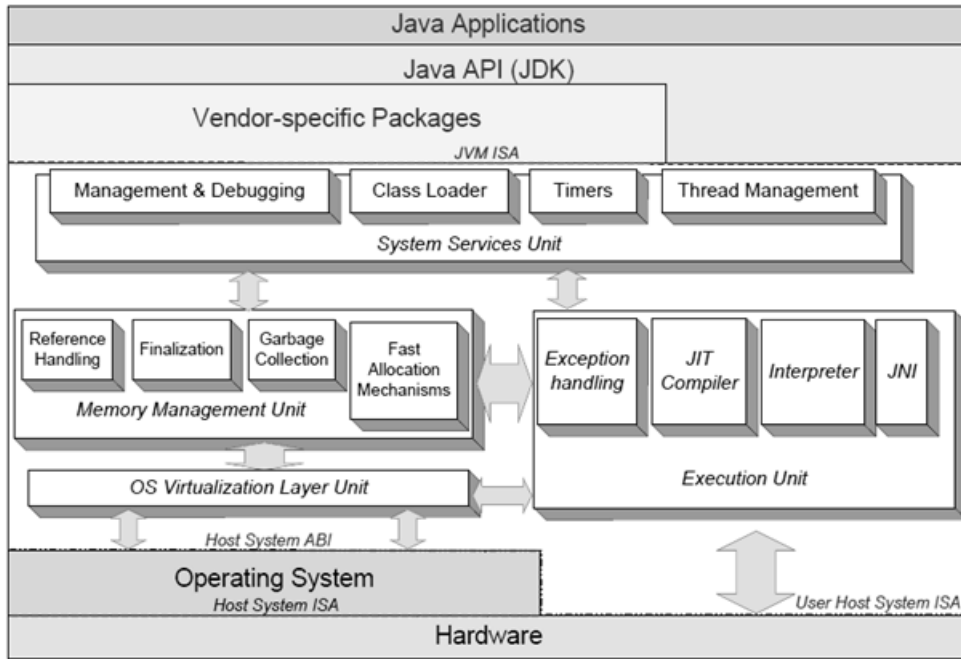 Java Applications
Java API (JDK)
Vendor-specific Packages
JVM ISA
Management & Debugging
Class Loader
Timers
Thread Management
System Services Unit
Reference
Handling
Finalization
Garbage
Collection
Fast
Allocation
Mechanisms
Memory Management Unit
Exception
handling
JIT
Compiler
Interpreter
JNI
Execution Unit
OS Virtualization Layer Unit
Host System ABI
Operating System
Host System ISA
User Host System ISA
Hardware